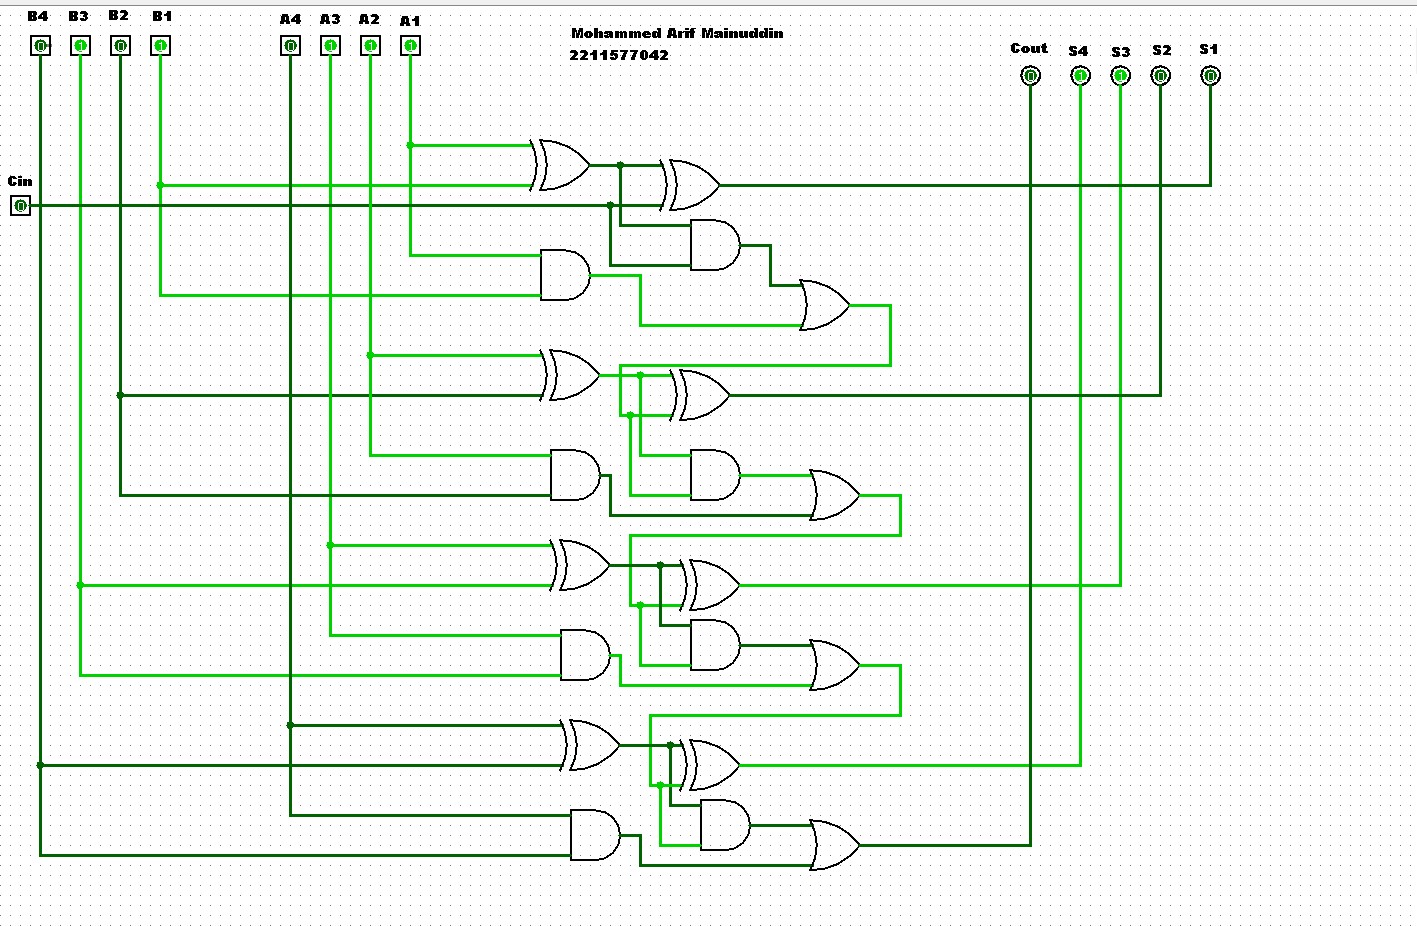 B4 B3 B2 B1 A4 A3 A2 A1
Mohammed Arif Mainuddin
2211577042
Cout S4 S3 S2 S1
0 1 0 1 0 1 1 1
0 1 1 0 0
Cin
0